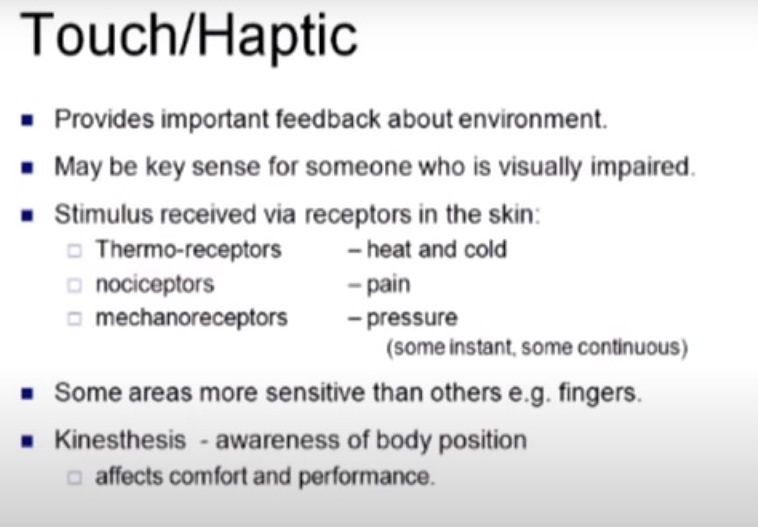 Touch/Haptic
Provides important feedback about environment.
May be key sense for someone who is visually impaired.
Stimulus received via receptors in the skin:
Thermo-receptors – heat and cold
nociceptors – pain
mechanoreceptors – pressure
(some instant, some continuous)
Some areas more sensitive than others e.g. fingers.
Kinesthesis - awareness of body position
affects comfort and performance.